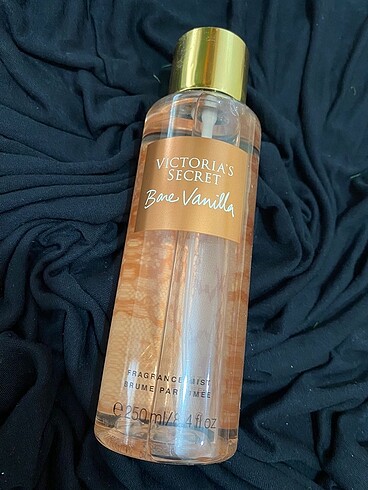 VICTORIA'S
SECRET
Bare Vanilla
FRAGRANCE MIST
BRUME PARFUMÉE
℮ 250 ml/8.4 fl oz